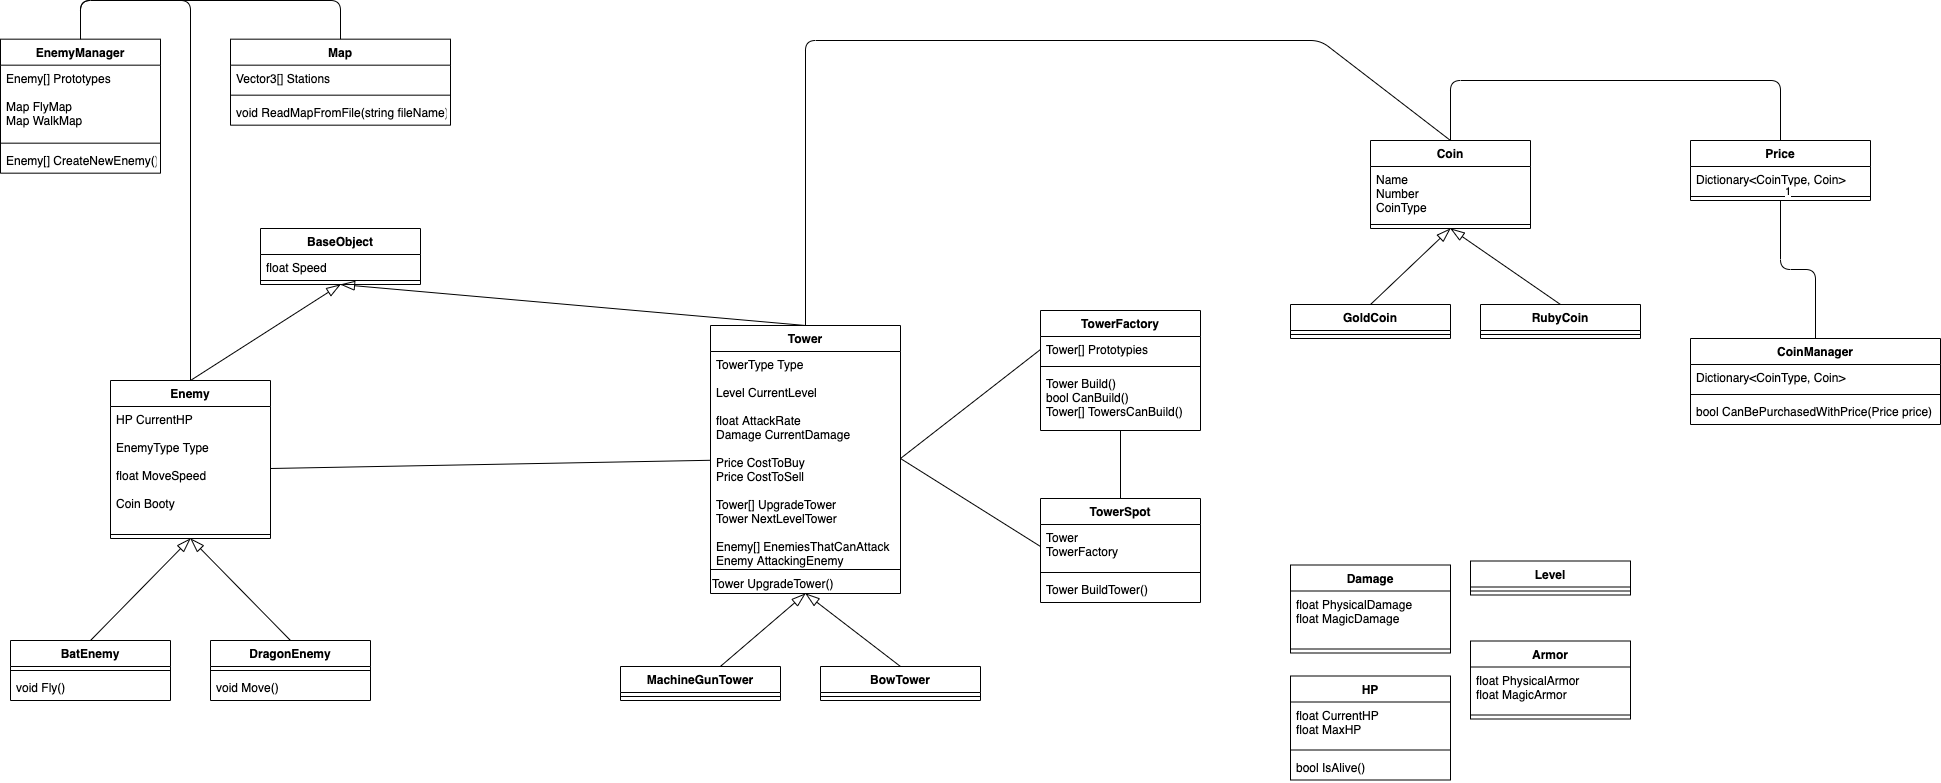 EnemyManager
Enemy[] Prototypes
Map FlyMap
Map WalkMap
Enemy[] CreateNewEnemy()
Map
Vector3[] Stations
void ReadMapFromFile(string fileName)
BaseObject
float Speed
Enemy
HP CurrentHP
EnemyType Type
float MoveSpeed
Coin Booty
BatEnemy
void Fly()
DragonEnemy
void Move()
Tower
TowerType Type
Level CurrentLevel
float AttackRate
Damage CurrentDamage
Price CostToBuy
Price CostToSell
Tower[] UpgradeTower
Tower NextLevelTower
Enemy[] EnemiesThatCanAttack
Enemy AttackingEnemy
Tower UpgradeTower()
MachineGunTower
BowTower
TowerFactory
Tower[] Prototypies
Tower Build()
bool CanBuild()
Tower[] TowersCanBuild()
TowerSpot
Tower
TowerFactory
Tower BuildTower()
Coin
Name
Number
CoinType
GoldCoin
RubyCoin
Price
Dictionary<CoinType, Coin>
1
CoinManager
Dictionary<CoinType, Coin>
bool CanBePurchasedWithPrice(Price price)
Damage
float PhysicalDamage
float MagicDamage
Level
Armor
float PhysicalArmor
float MagicArmor
HP
float CurrentHP
float MaxHP
bool IsAlive()